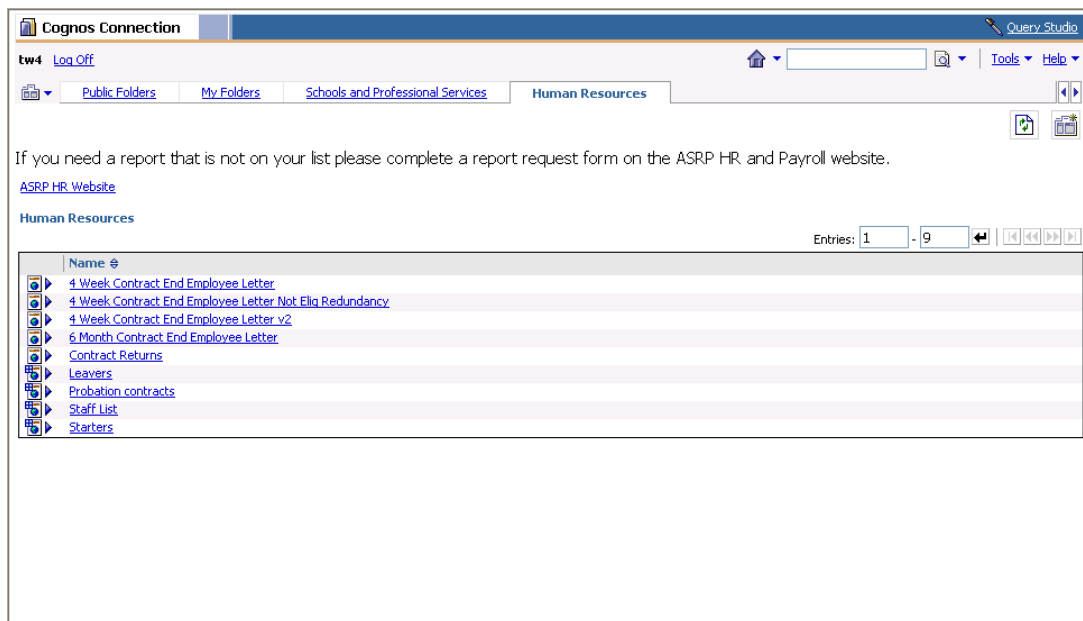 Cognos Connection Query Studio
tw4 Log Off Tools Help
Public Folders My Folders Schools and Professional Services Human Resources
If you need a report that is not on your list please complete a report request form on the ASRP HR and Payroll website.
ASRP HR Website
Human Resources
Entries: 1 - 9
Name
4 Week Contract End Employee Letter
4 Week Contract End Employee Letter Not Elig Redundancy
4 Week Contract End Employee Letter v2
6 Month Contract End Employee Letter
Contract Returns
Leavers
Probation contracts
Staff List
Starters